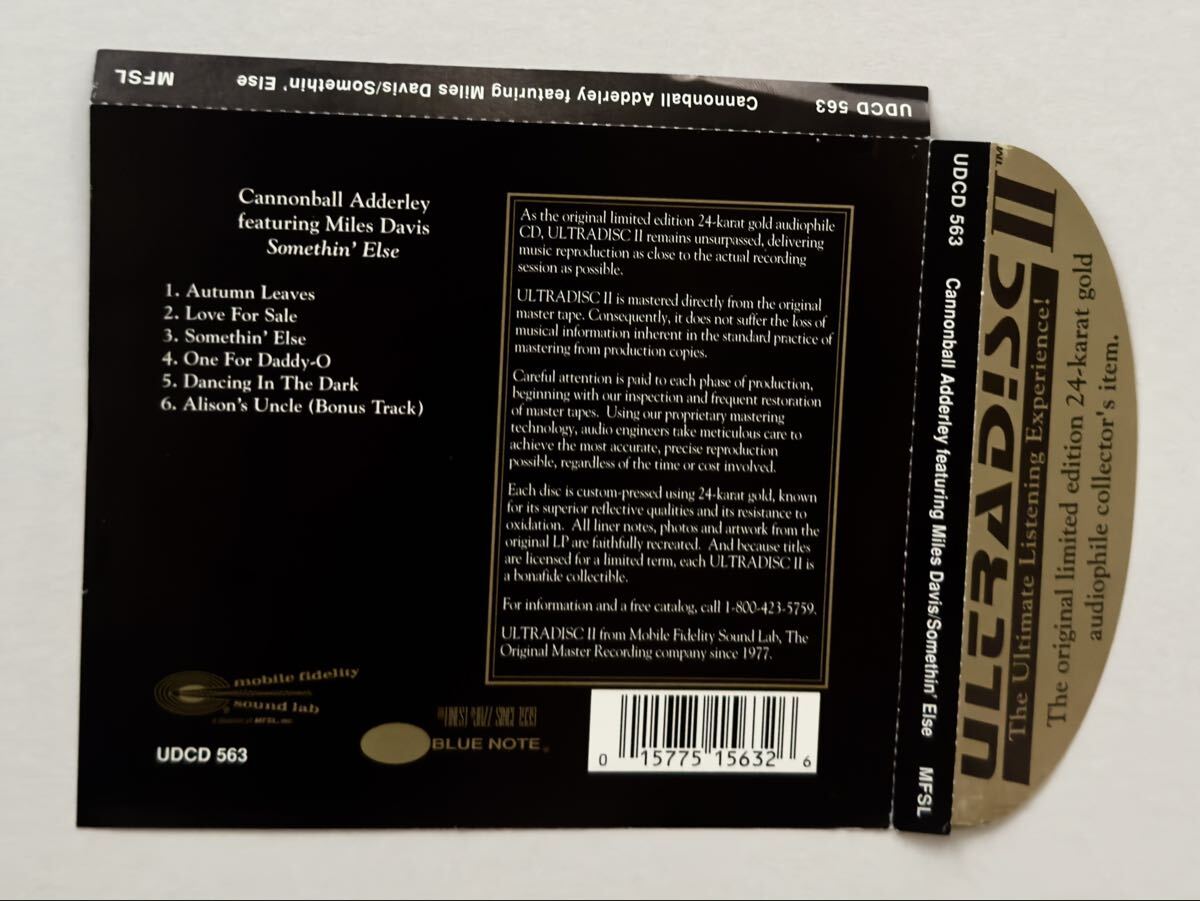 MFSL Cannonball Adderley featuring Miles Davis/Somethin' Else UDCD 563
Cannonball Adderley
featuring Miles Davis
Somethin' Else
1. Autumn Leaves
2. Love For Sale
3. Somethin' Else
4. One For Daddy-O
5. Dancing In The Dark
6. Alison's Uncle (Bonus Track)
As the original limited edition 24-karat gold audiophile
CD, ULTRADISC II remains unsurpassed, delivering
music reproduction as close to the actual recording
session as possible.
ULTRADISC II is mastered directly from the original
master tape. Consequently, it does not suffer the loss of
musical information inherent in the standard practice of
mastering from production copies.
Careful attention is paid to each phase of production,
beginning with our inspection and frequent restoration
of master tapes. Using our proprietary mastering
technology, audio engineers take meticulous care to
achieve the most accurate, precise reproduction
possible, regardless of the time or cost involved.
Each disc is custom-pressed using 24-karat gold, known
for its superior reflective qualities and its resistance to
oxidation. All liner notes, photos and artwork from the
original LP are faithfully recreated. And because titles
are licensed for a limited term, each ULTRADISC II is
a bonafide collectible.
For information and a free catalog, call 1-800-423-5759.
ULTRADISC II from Mobile Fidelity Sound Lab, The
Original Master Recording company since 1977.
mobile fidelity
sound lab
a division of MFSL, inc.
UDCD 563
THE FINEST IN JAZZ SINCE 1939
BLUE NOTE®
0 15775 15632 6
UDCD 563 Cannonball Adderley featuring Miles Davis/Somethin' Else MFSL
ULTRADISC II™
The Ultimate Listening Experience!
The original limited edition 24-karat gold
audiophile collector's item.